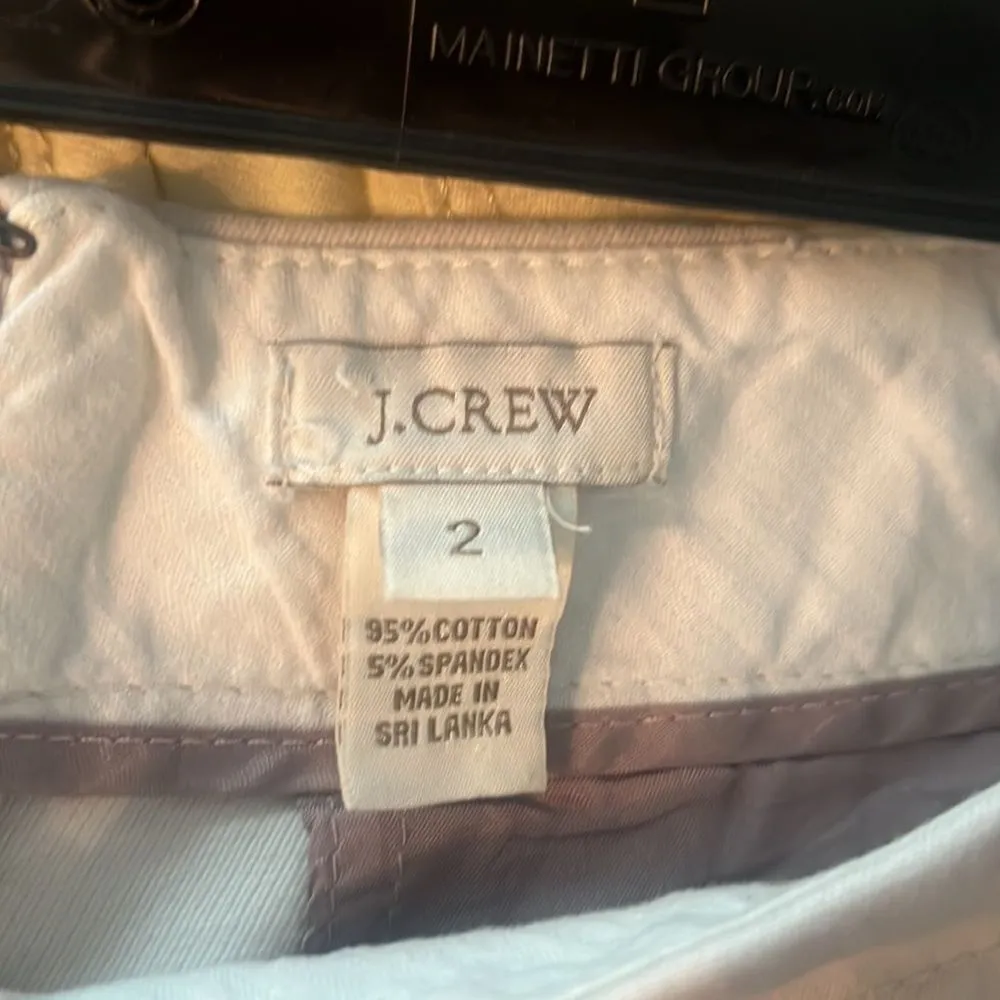 MAINETTI GROUP.com
J.CREW
2
95%COTTON
5%SPANDEX
MADE IN
SRI LANKA